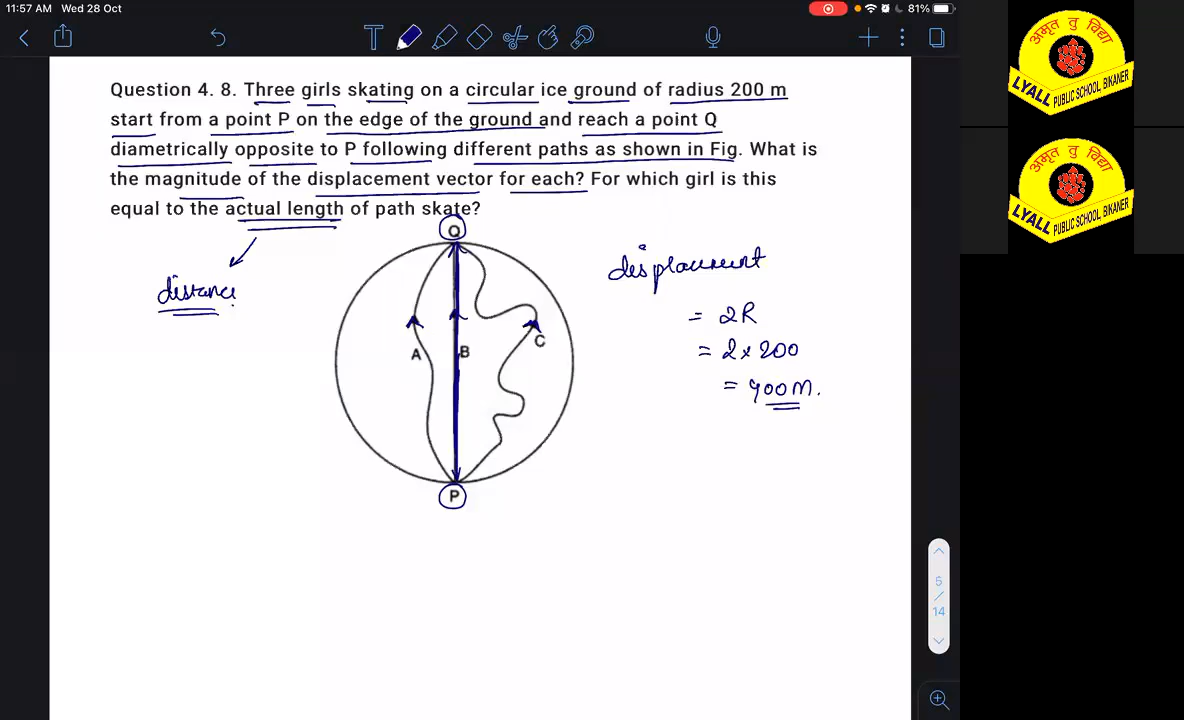 11:57 AM Wed 28 Oct
81%
Question 4. 8. Three girls skating on a circular ice ground of radius 200 m
start from a point P on the edge of the ground and reach a point Q
diametrically opposite to P following different paths as shown in Fig. What is
the magnitude of the displacement vector for each? For which girl is this
equal to the actual length of path skate?
distance
Q
displacement
= 2R
= 2 × 200
= 400m.
A
B
C
P
5
/
14
अमृत तु विद्या
LYALL PUBLIC SCHOOL BIKANER
अमृत तु विद्या
LYALL PUBLIC SCHOOL BIKANER